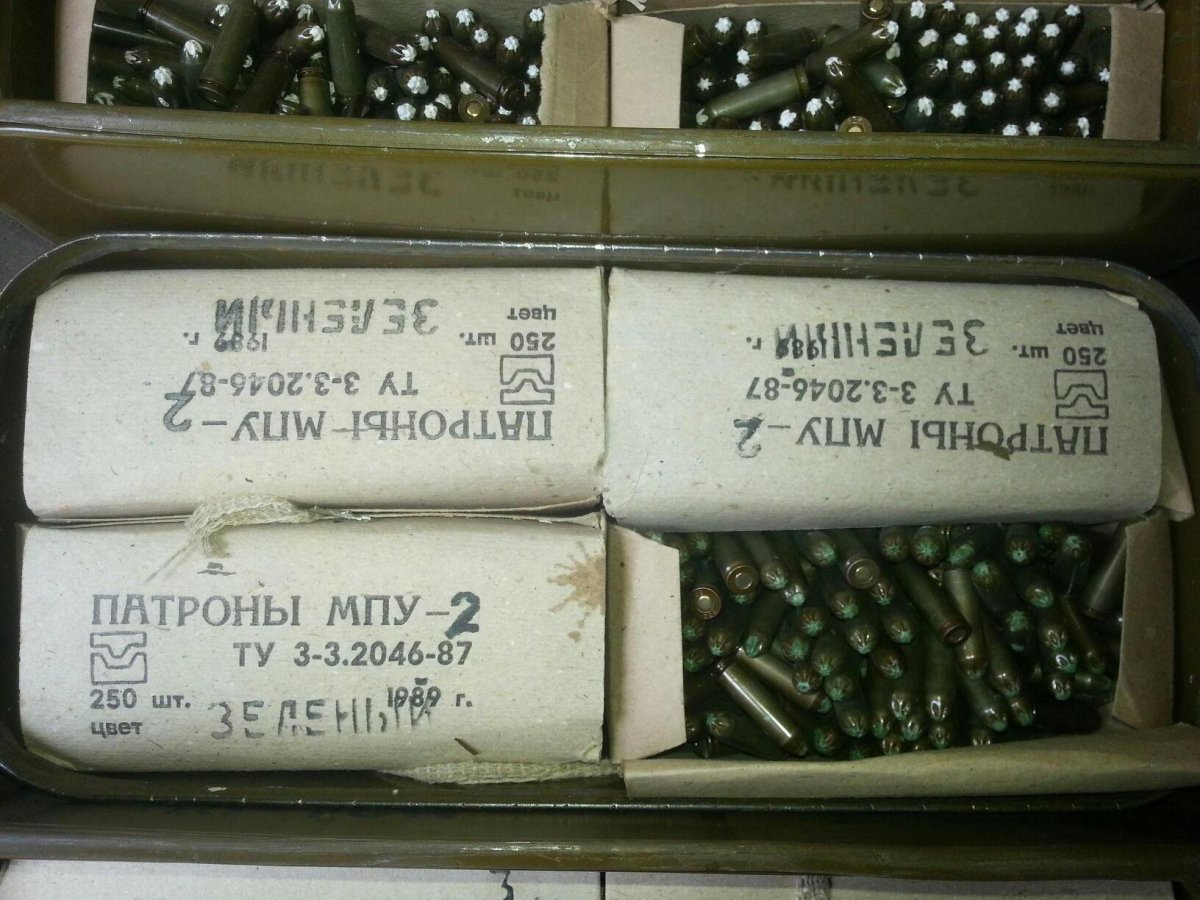 ПАТРОНЫ МПУ-2
ТУ 3-3.2046-87
250 шт. 1989 г.
цвет ЗЕЛЕНЫЙ
ПАТРОНЫ МПУ-2
ТУ 3-3.2046-87
250 шт. 1989 г.
цвет ЗЕЛЕНЫЙ
ПАТРОНЫ МПУ-2
ТУ 3-3.2046-87
250 шт. 1989 г.
цвет ЗЕЛЕНЫЙ
3